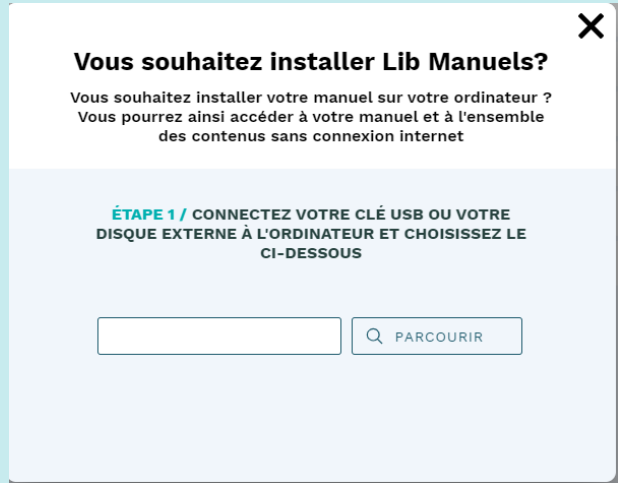 Vous souhaitez installer Lib Manuels?
Vous souhaitez installer votre manuel sur votre ordinateur ?
Vous pourrez ainsi accéder à votre manuel et à l'ensemble
des contenus sans connexion internet
ÉTAPE 1 / CONNECTEZ VOTRE CLÉ USB OU VOTRE
DISQUE EXTERNE À L'ORDINATEUR ET CHOISISSEZ LE
CI-DESSOUS
PARCOURIR